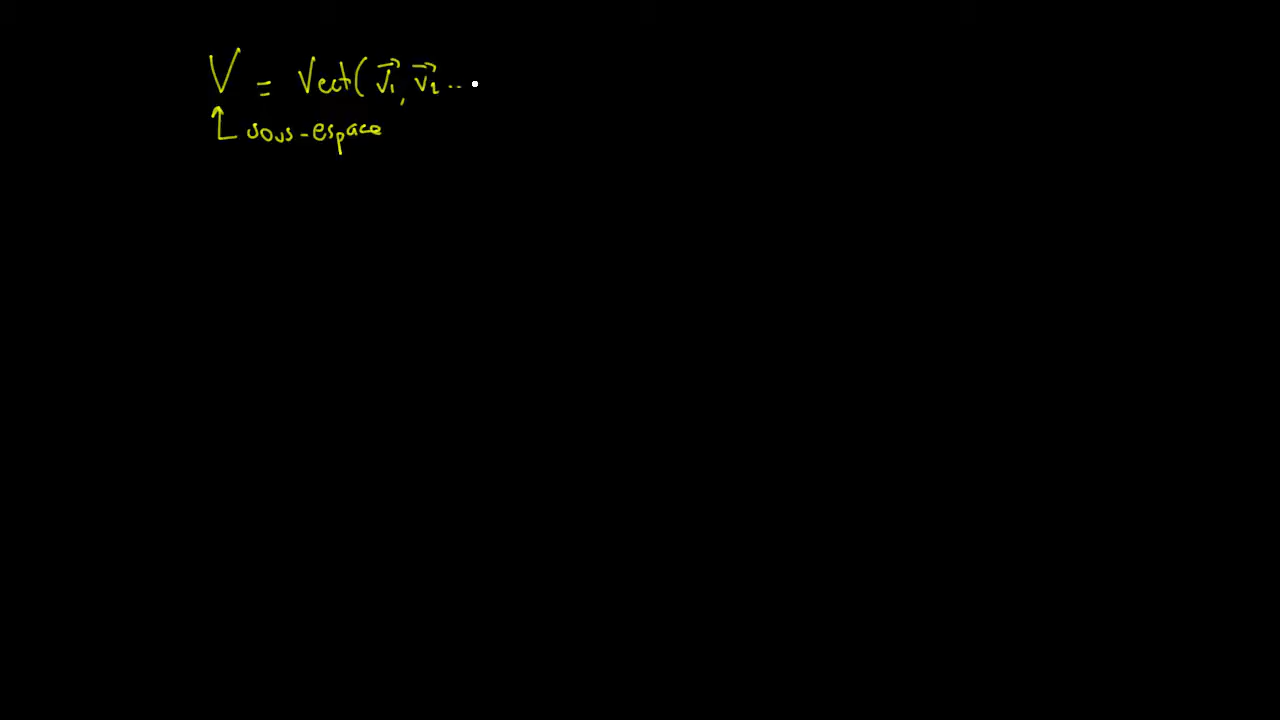 V = Vect( v⃗1, v⃗2 ...
sous-espace